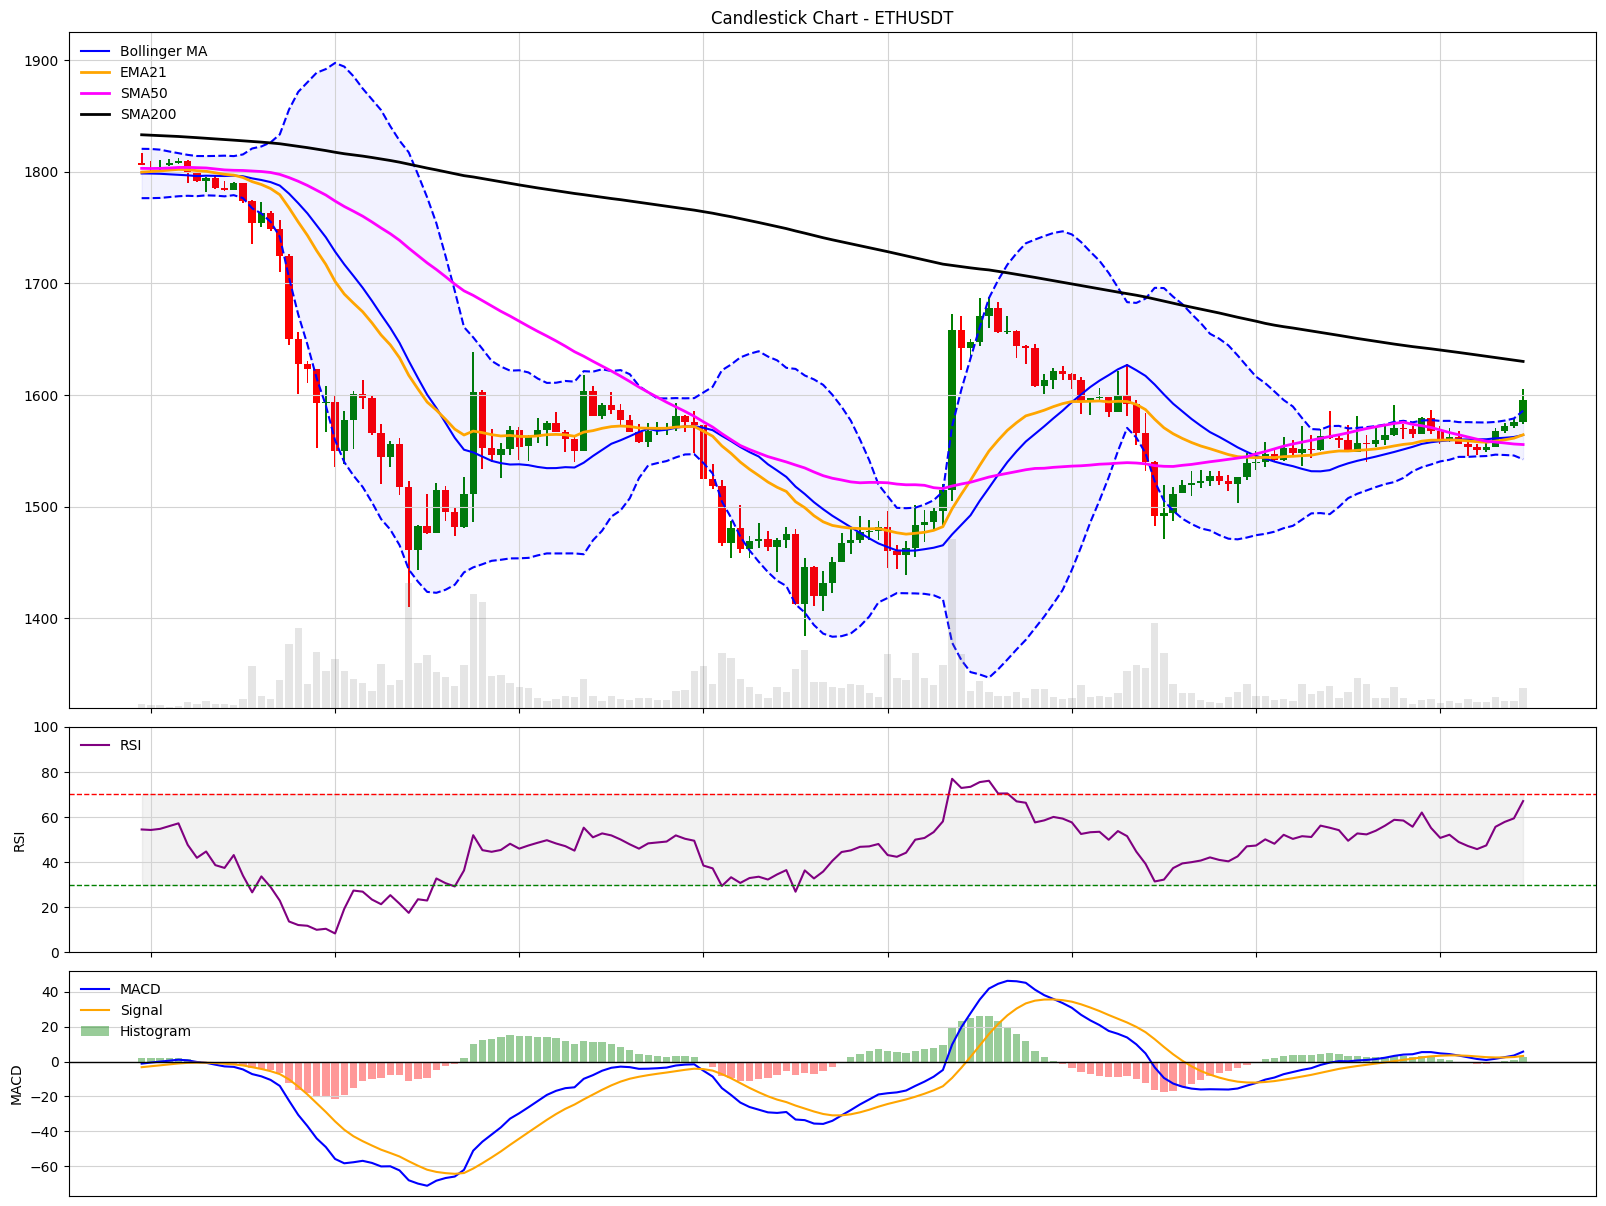 Candlestick Chart - ETHUSDT
Bollinger MA
EMA21
SMA50
SMA200
1900
1800
1700
1600
1500
1400
RSI
100
80
60
40
20
0
RSI
MACD
Signal
Histogram
40
20
0
−20
−40
−60
MACD